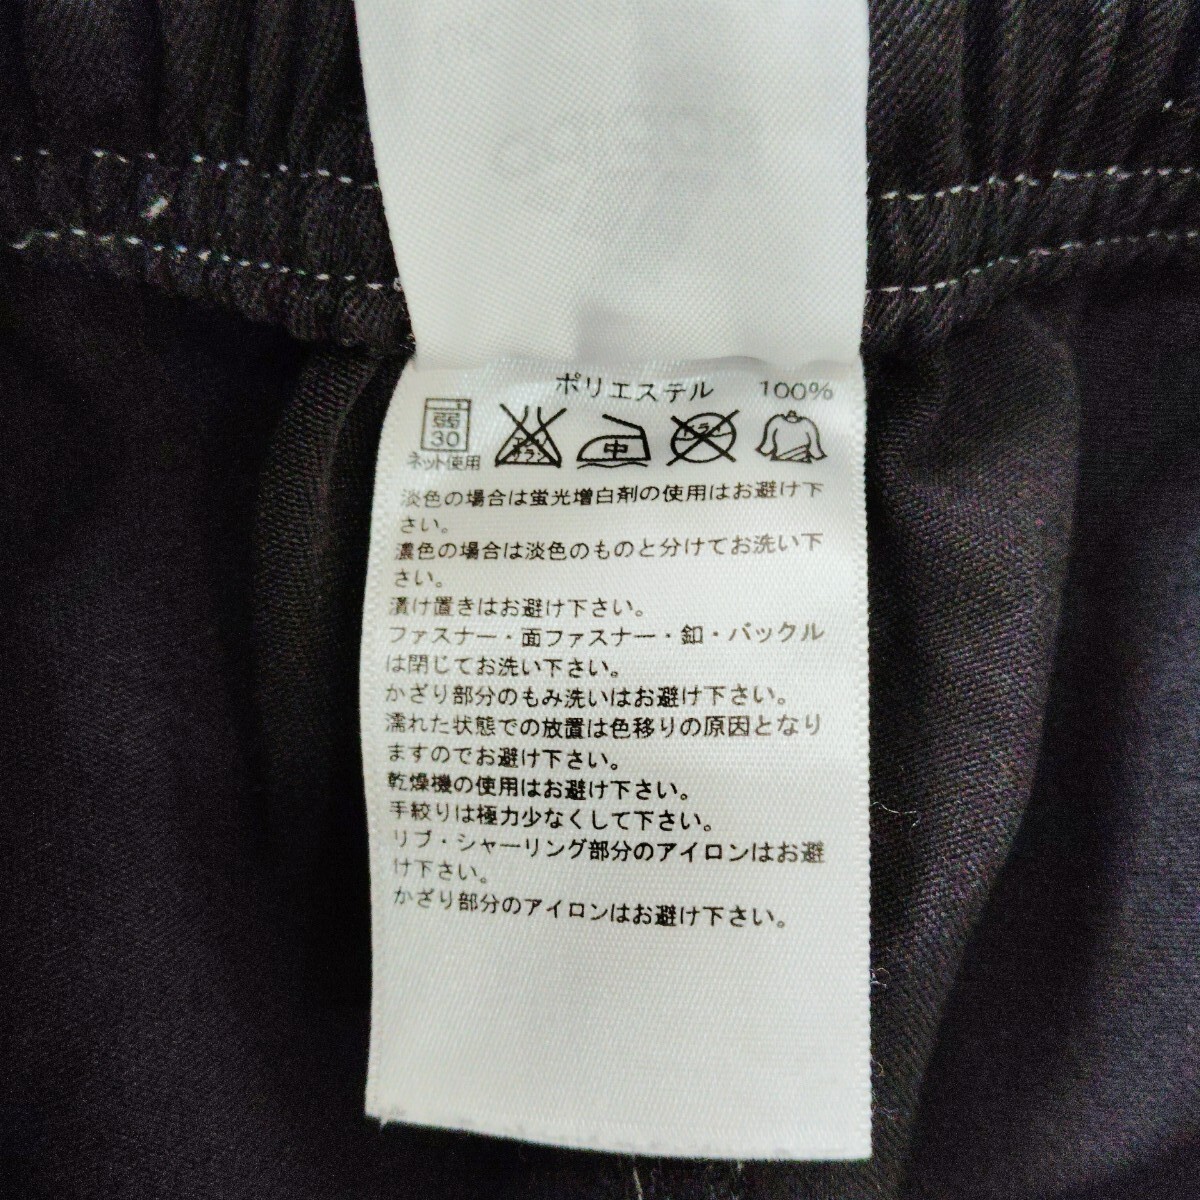 ポリエステル 100%
弱 中 ドライ
30 エンソ サラシ
ネット使用
淡色の場合は蛍光増白剤の使用はお避け下
さい。
濃色の場合は淡色のものと分けてお洗い下
さい。
漬け置きはお避け下さい。
ファスナー・面ファスナー・釦・バックル
は閉じてお洗い下さい。
かざり部分のもみ洗いはお避け下さい。
濡れた状態での放置は色移りの原因となり
ますのでお避け下さい。
乾燥機の使用はお避け下さい。
手絞りは極力少なくして下さい。
リブ・シャーリング部分のアイロンはお避
け下さい。
かざり部分のアイロンはお避け下さい。